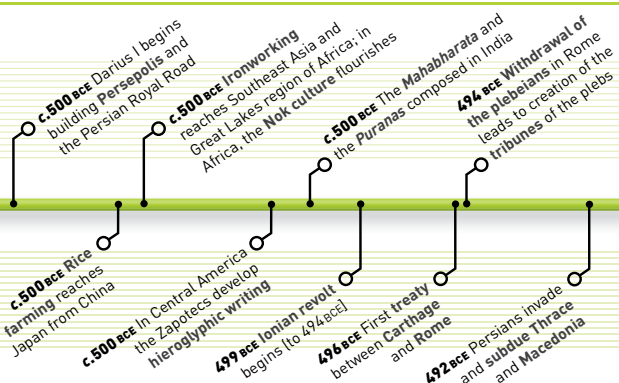 c.500 BCE Darius I begins
building Persepolis and
the Persian Royal Road
c.500 BCE Ironworking
reaches Southeast Asia and
Great Lakes region of Africa; in
Africa, the Nok culture flourishes
c.500 BCE The Mahabharata and
the Puranas composed in India
494 BCE Withdrawal of
the plebeians in Rome
leads to creation of the
tribunes of the plebs
c.500 BCE Rice
farming reaches
Japan from China
c.500 BCE In Central America
the Zapotecs develop
hieroglyphic writing
499 BCE Ionian revolt
begins [to 494 BCE]
496 BCE First treaty
between Carthage
and Rome
492 BCE Persians invade
and subdue Thrace
and Macedonia